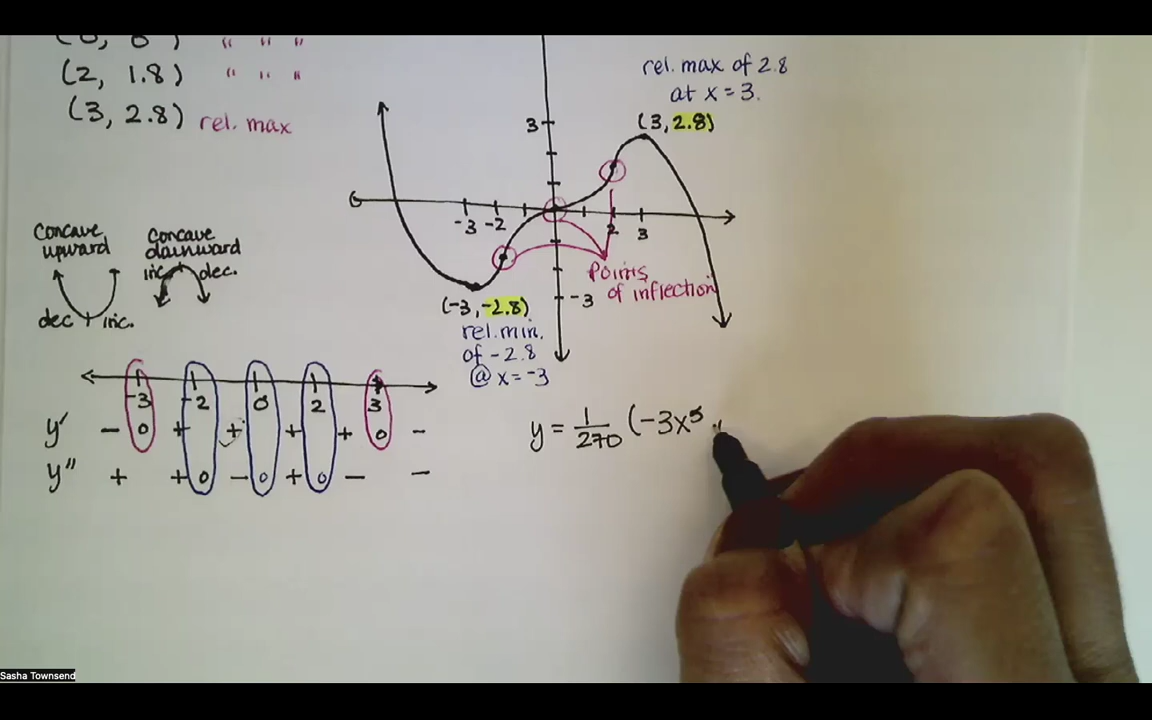 (0, 0 ) " " "
(2, 1.8) " " "
(3, 2.8) rel. max
rel. max of 2.8
at x = 3.
(3, 2.8)
3
-3 -2 2 3
-3
Points
of inflection
(-3, -2.8)
rel. min.
of -2.8
@ x = -3
Concave
upward
dec inc.
Concave
downward
inc dec.
-3 -2 0 2 3
y' - 0 + + + + 0 -
y" + + 0 - 0 + 0 - -
y = 1/270 (-3x⁵
Sasha Townsend